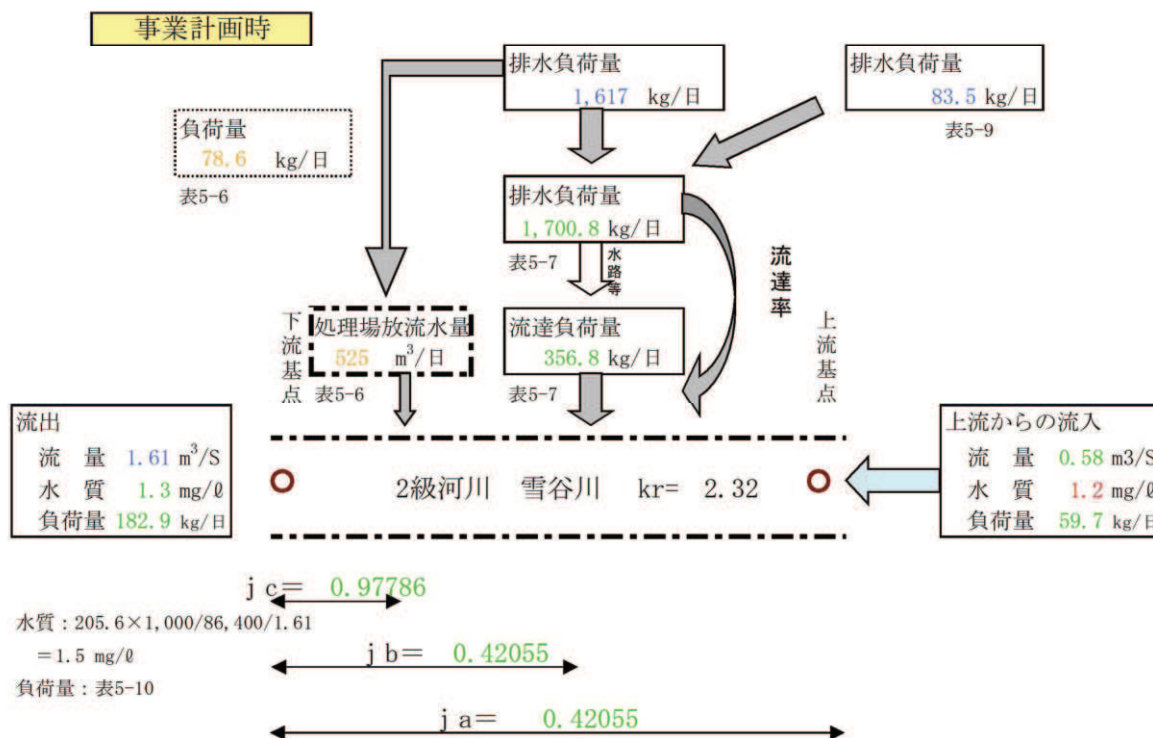 事業計画時
排水負荷量
1,617 kg/日
排水負荷量
83.5 kg/日
表5-9
負荷量
78.6 kg/日
表5-6
排水負荷量
1,700.8 kg/日
表5-7
水路等
流達率
下流基点
処理場放流水量
525 m³/日
表5-6
流達負荷量
356.8 kg/日
表5-7
上流基点
流出
流 量 1.61 m³/S
水 質 1.3 mg/ℓ
負荷量 182.9 kg/日
2級河川 雪谷川 kr= 2.32
上流からの流入
流 量 0.58 m3/S
水 質 1.2 mg/ℓ
負荷量 59.7 kg/日
jc= 0.97786
水質：205.6×1,000/86,400/1.61
＝1.5 mg/ℓ
負荷量：表5-10
jb= 0.42055
ja= 0.42055